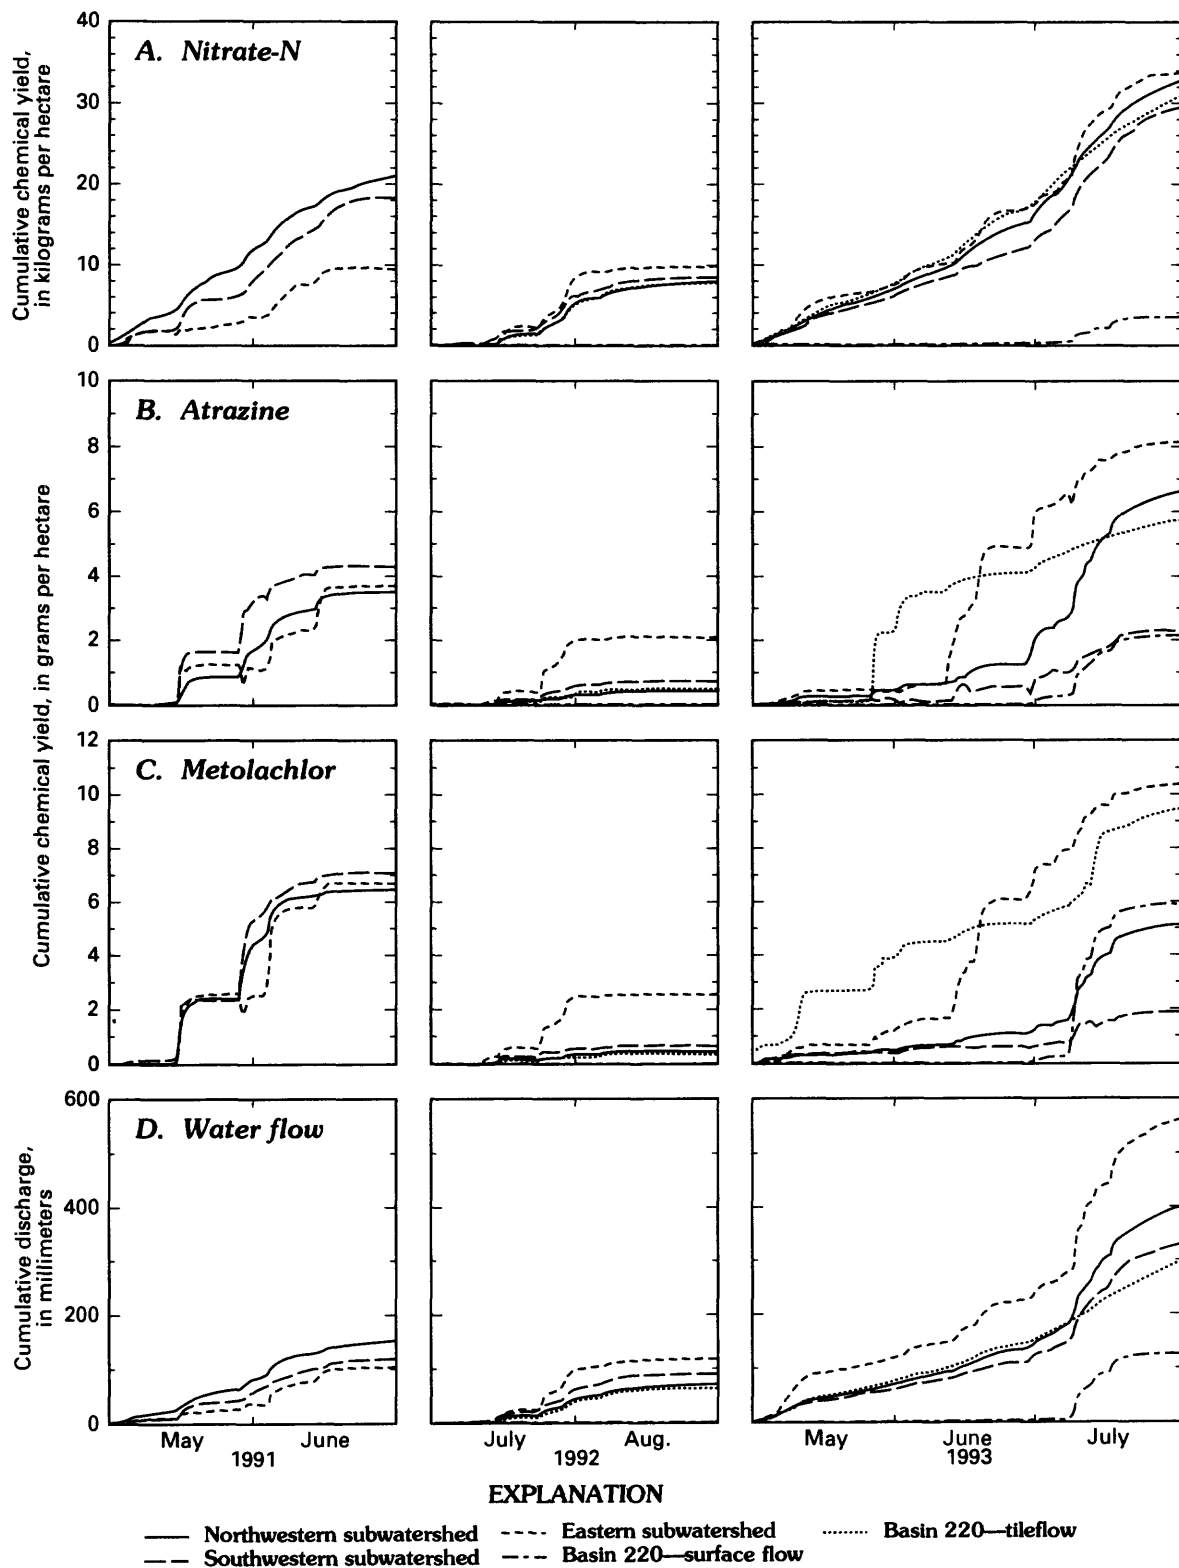 Cumulative chemical yield,
in kilograms per hectare
40
30
20
10
0
A. Nitrate-N
Cumulative chemical yield, in grams per hectare
10
8
6
4
2
0
B. Atrazine
12
10
8
6
4
2
0
C. Metolachlor
Cumulative discharge,
in millimeters
600
400
200
0
D. Water flow
May June
1991
July Aug.
1992
May June July
1993
EXPLANATION
Northwestern subwatershed
Southwestern subwatershed
Eastern subwatershed
Basin 220—surface flow
Basin 220—tileflow